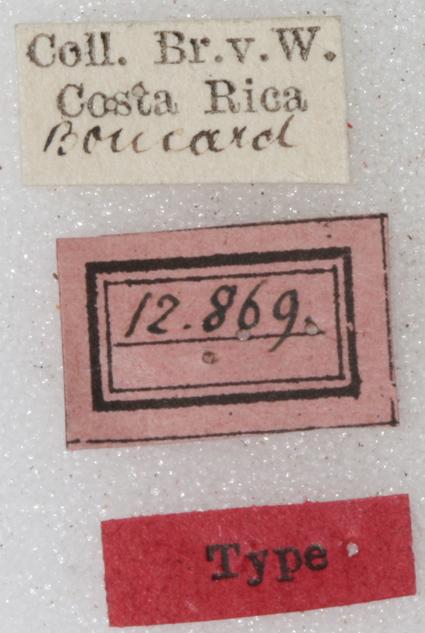 Coll. Br.v.W.
Costa Rica
Boucard
12.869.
Type